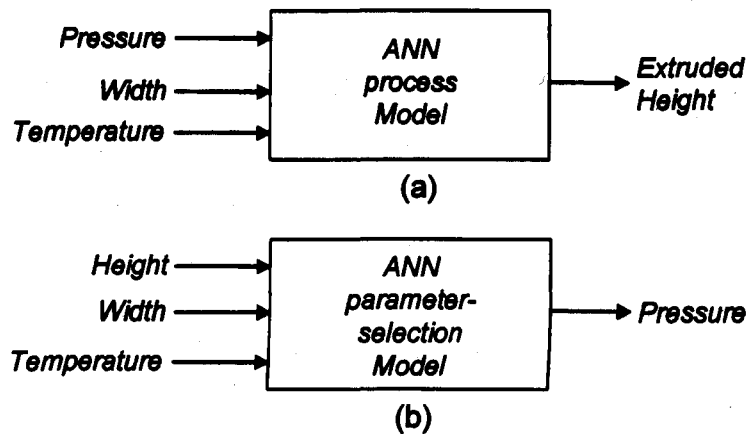 Pressure
Width
Temperature
ANN
process
Model
Extruded
Height
(a)
Height
Width
Temperature
ANN
parameter-
selection
Model
Pressure
(b)